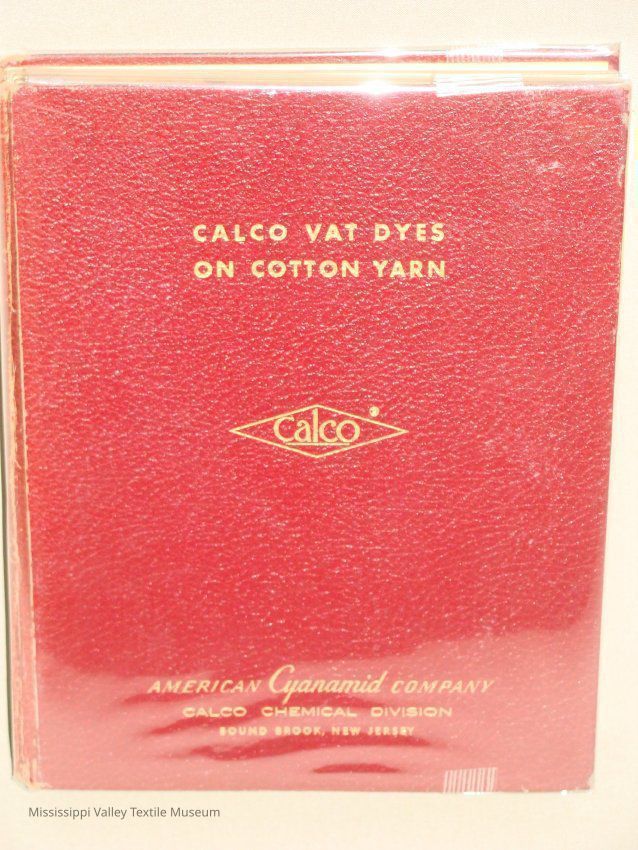 CALCO VAT DYES
ON COTTON YARN
Calco ®
AMERICAN Cyanamid COMPANY
CALCO CHEMICAL DIVISION
BOUND BROOK, NEW JERSEY
Mississippi Valley Textile Museum